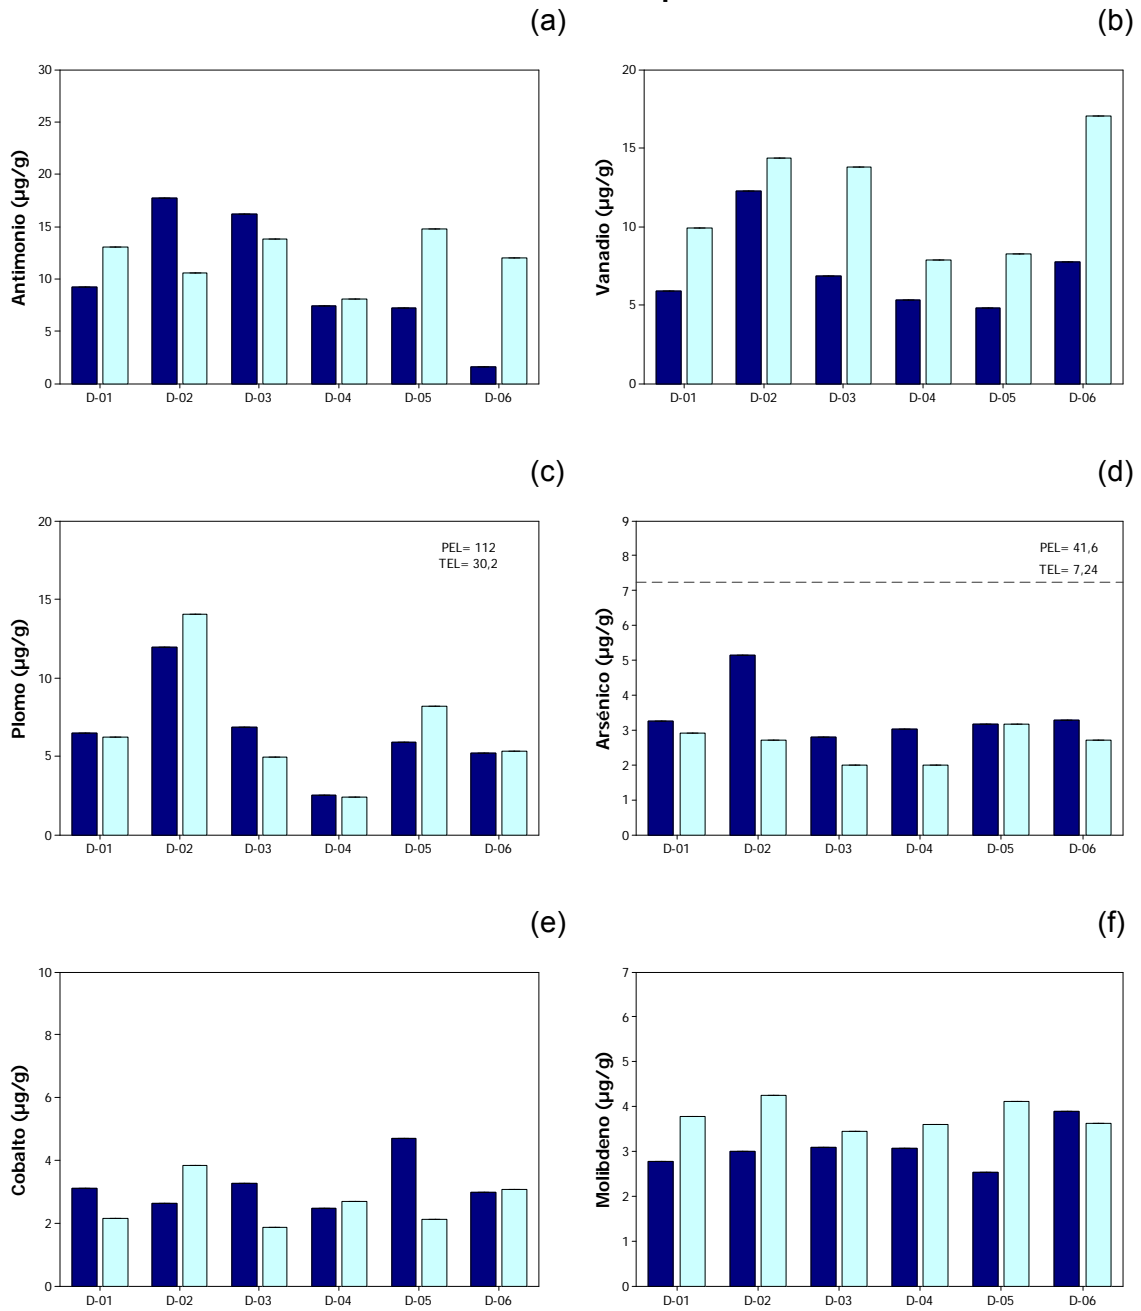 (a)
(b)
30
25
20
15
10
5
0
Antimonio (µg/g)
D-01 D-02 D-03 D-04 D-05 D-06
20
15
10
5
0
Vanadio (µg/g)
D-01 D-02 D-03 D-04 D-05 D-06
(c)
(d)
20
15
10
5
0
Plomo (µg/g)
PEL= 112
TEL= 30,2
D-01 D-02 D-03 D-04 D-05 D-06
9
8
7
6
5
4
3
2
1
0
Arsénico (µg/g)
PEL= 41,6
TEL= 7,24
D-01 D-02 D-03 D-04 D-05 D-06
(e)
(f)
10
8
6
4
2
0
Cobalto (µg/g)
D-01 D-02 D-03 D-04 D-05 D-06
7
6
5
4
3
2
1
0
Molibdeno (µg/g)
D-01 D-02 D-03 D-04 D-05 D-06